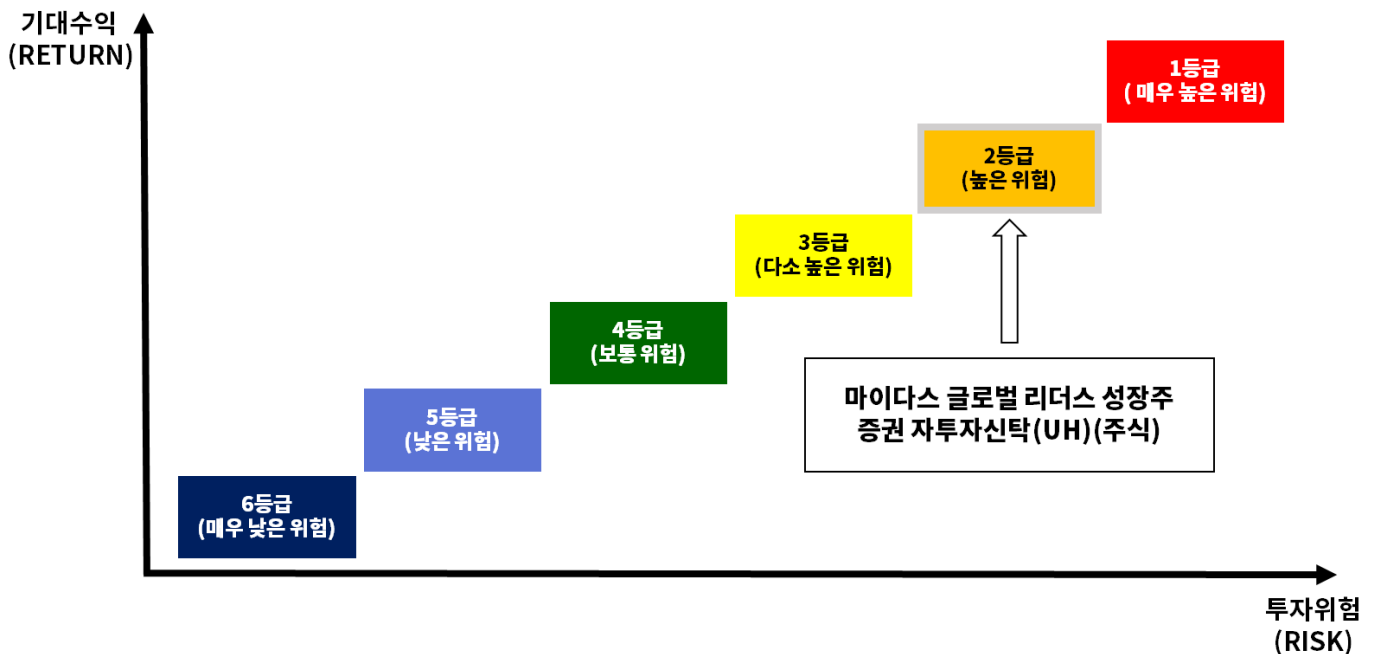 기대수익
(RETURN)
1등급
( 매우 높은 위험)
2등급
(높은 위험)
3등급
(다소 높은 위험)
4등급
(보통 위험)
마이다스 글로벌 리더스 성장주
증권 자투자신탁(UH)(주식)
5등급
(낮은 위험)
6등급
(매우 낮은 위험)
투자위험
(RISK)